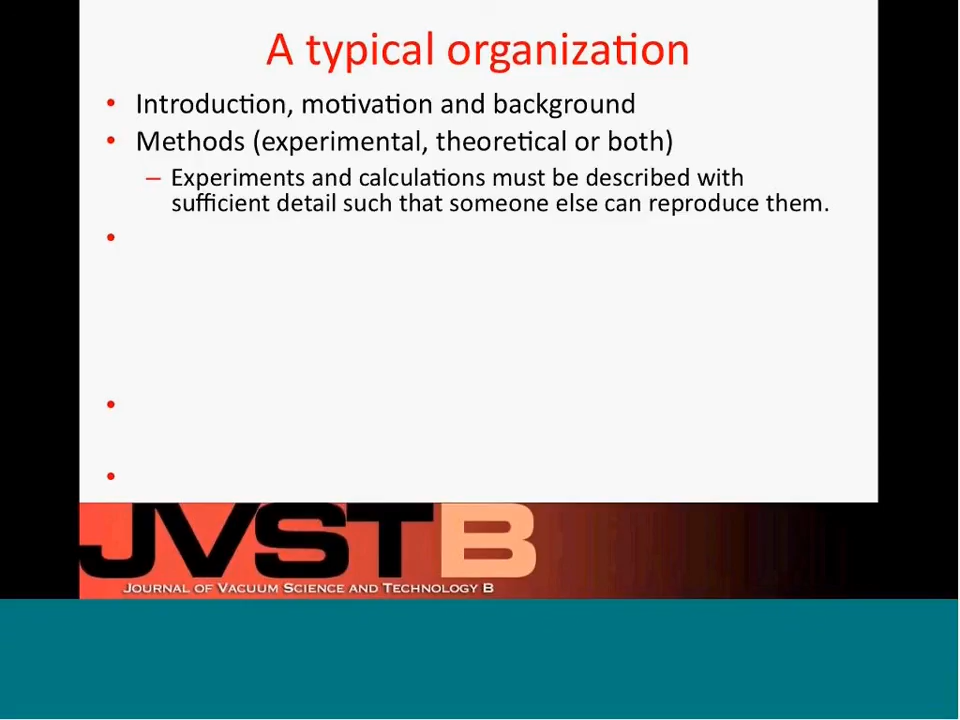 A typical organization
• Introduction, motivation and background
• Methods (experimental, theoretical or both)
– Experiments and calculations must be described with
sufficient detail such that someone else can reproduce them.
•
•
•
JVSTB
JOURNAL OF VACUUM SCIENCE AND TECHNOLOGY B